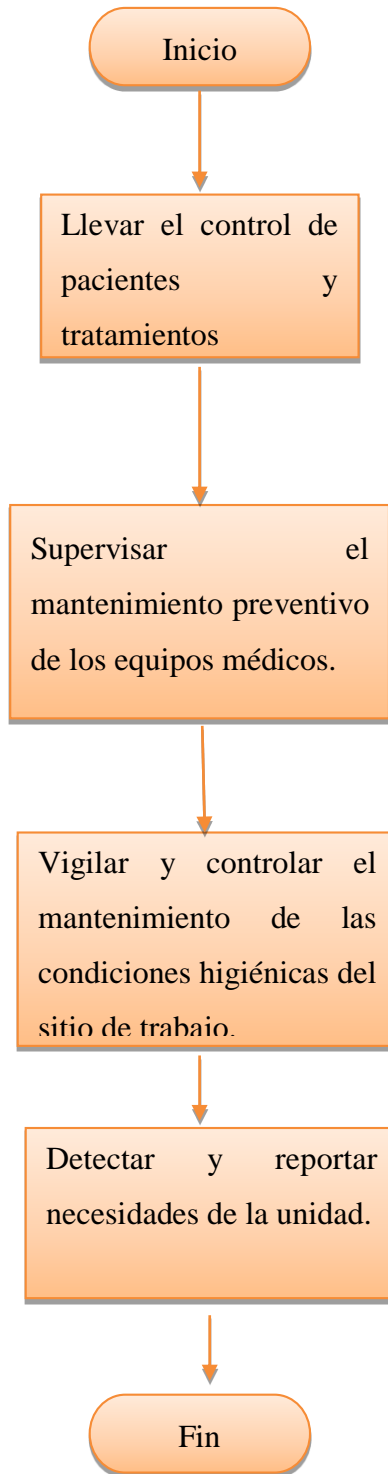 Inicio
Llevar el control de
pacientes y
tratamientos
Supervisar el
mantenimiento preventivo
de los equipos médicos.
Vigilar y controlar el
mantenimiento de las
condiciones higiénicas del
sitio de trabajo.
Detectar y reportar
necesidades de la unidad.
Fin